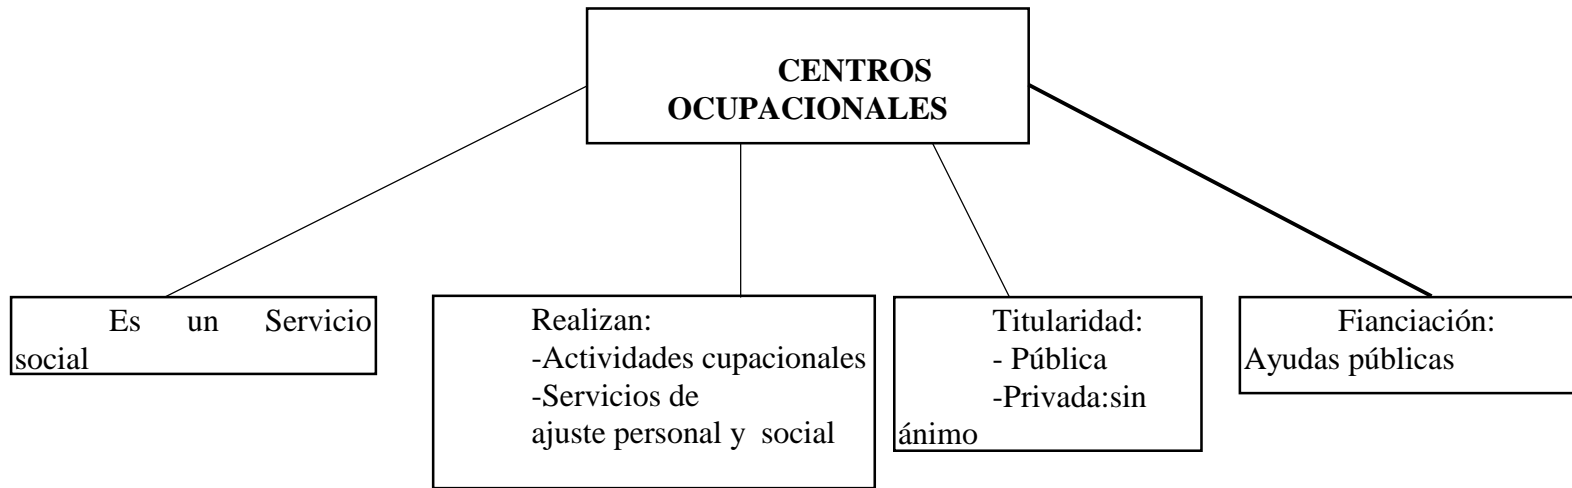 CENTROS
OCUPACIONALES
Es un Servicio
social
Realizan:
-Actividades cupacionales
-Servicios de
ajuste personal y social
Titularidad:
- Pública
-Privada:sin
ánimo
Fianciación:
Ayudas públicas